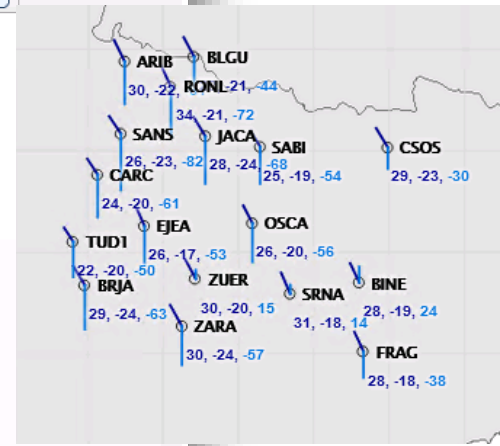 ARIB
BLGU
30, -22,
-21, -44
RONL
34, -21, -72
SANS
JACA
SABI
CSOS
26, -23, -82
28, -24, -68
25, -19, -54
29, -23, -30
CARC
24, -20, -61
EJEA
OSCA
26, -17, -53
26, -20, -56
TUD1
22, -20, -50
BRJA
ZUER
SRNA
BINE
29, -24, -63
30, -20, 15
31, -18, 14
28, -19, 24
ZARA
30, -24, -57
FRAG
28, -18, -38